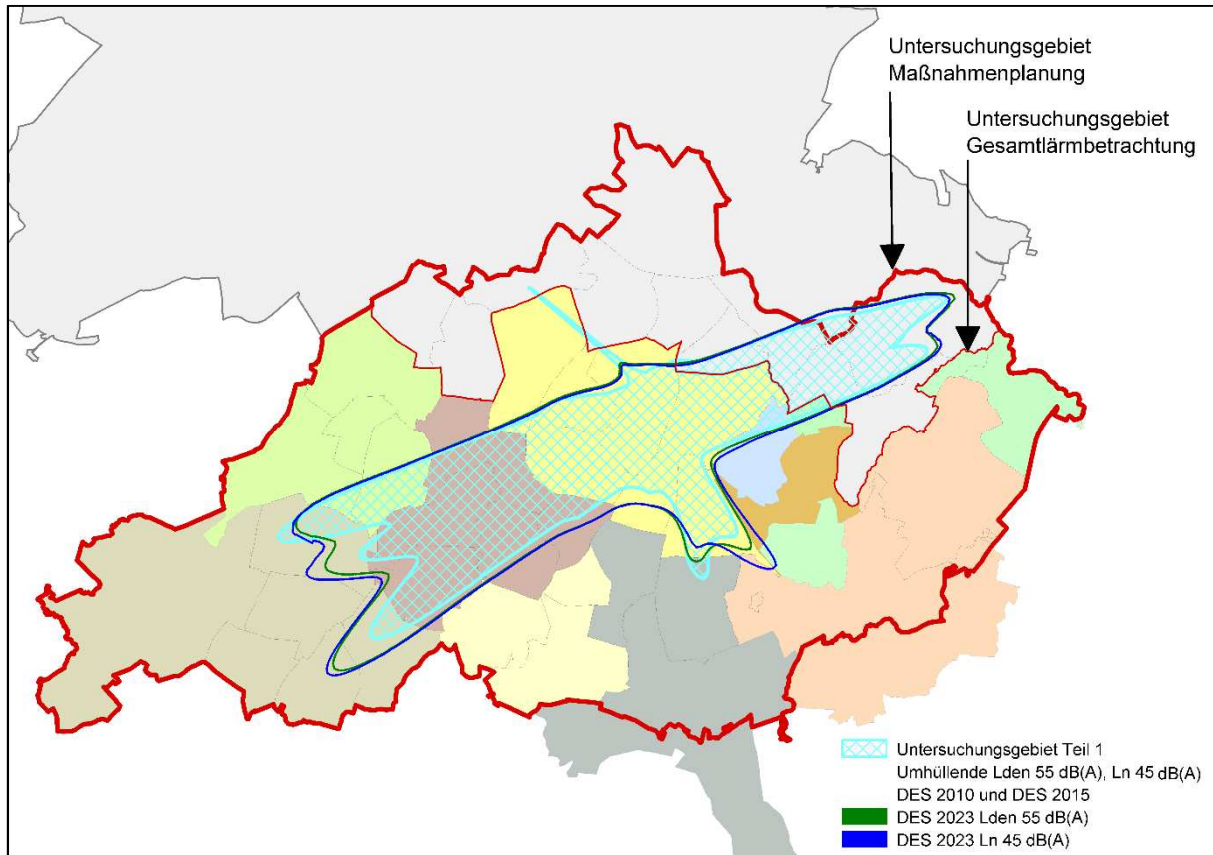 Untersuchungsgebiet
Maßnahmenplanung
Untersuchungsgebiet
Gesamtlärmbetrachtung
Untersuchungsgebiet Teil 1
Umhüllende Lden 55 dB(A), Ln 45 dB(A)
DES 2010 und DES 2015
DES 2023 Lden 55 dB(A)
DES 2023 Ln 45 dB(A)